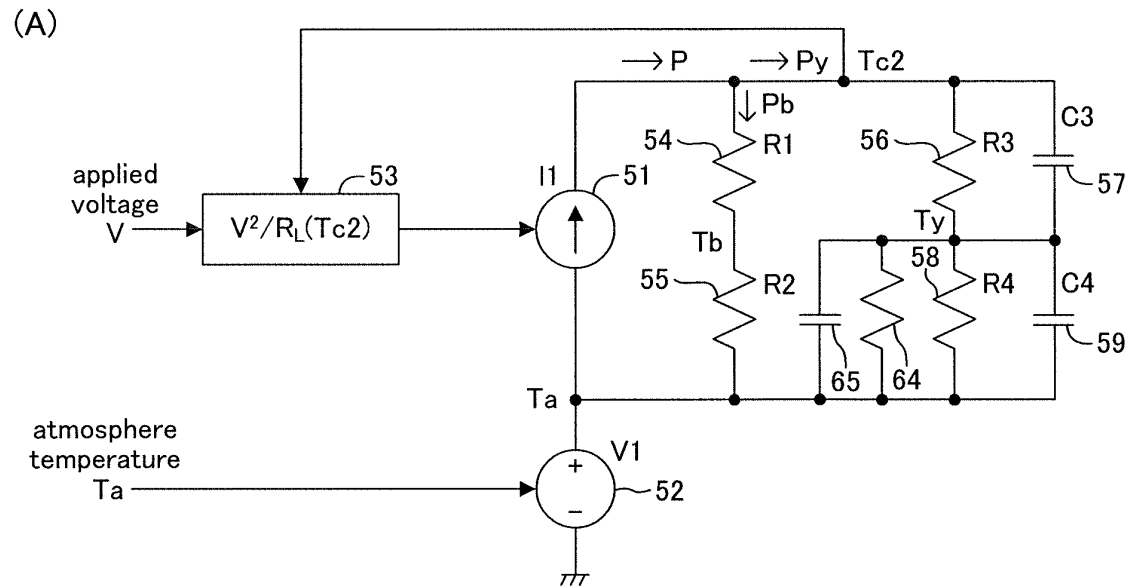 (A)
P
Py
Tc2
Pb
54
R1
56
R3
C3
57
applied
voltage
V
53
V²/RL(Tc2)
I1
51
Tb
Ty
55
R2
58
R4
C4
59
65
64
Ta
atmosphere
temperature
Ta
V1
+
−
52